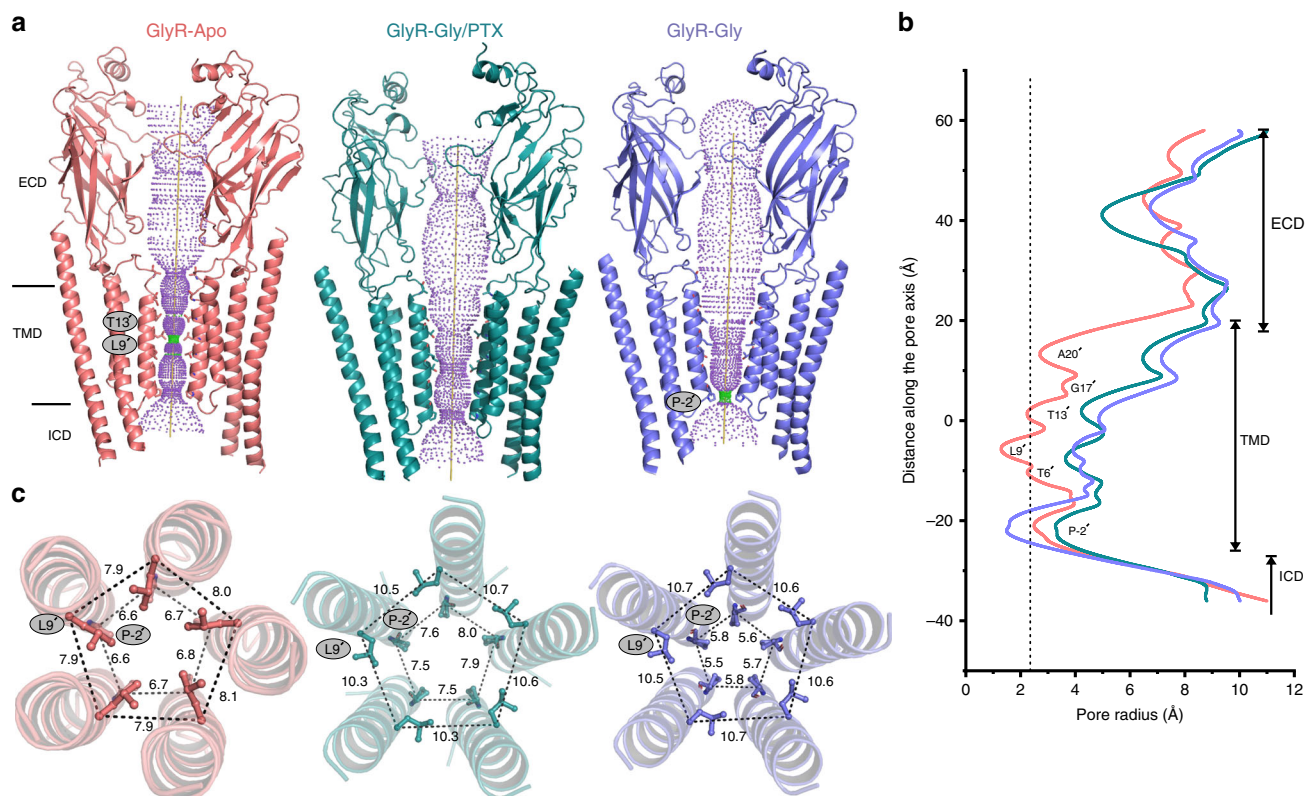 a
GlyR-Apo
GlyR-Gly/PTX
GlyR-Gly
ECD
TMD
ICD
T13′
L9′
P-2′
b
Distance along the pore axis (Å)
60
40
20
0
−20
−40
A20′
G17′
T13′
L9′
T6′
P-2′
ECD
TMD
ICD
0 2 4 6 8 10 12
Pore radius (Å)
c
7.9 8.0
6.6 6.7
L9′ P-2′
7.9 6.6 6.8
6.7 8.1
7.9
10.5 10.7
P-2′
7.6 8.0
L9′
7.5 7.9
10.3 7.5 10.6
10.3
10.7 10.6
P-2′
L9′ 5.8 5.6
5.5 5.7
10.5 5.8 10.6
10.7